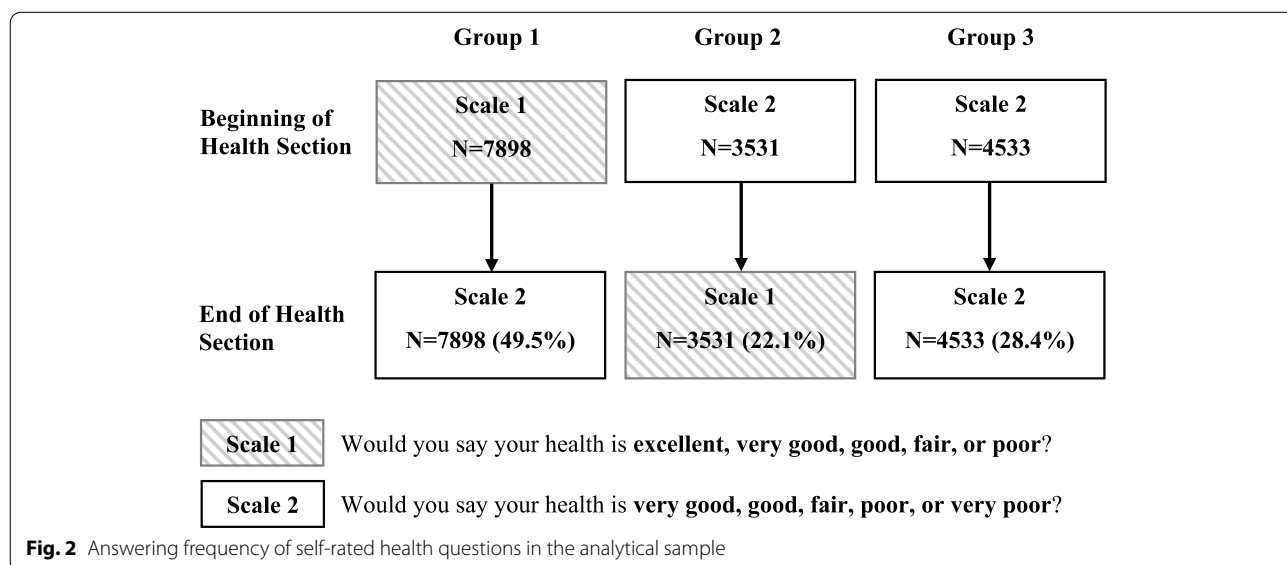 Group 1 Group 2 Group 3
Beginning of
Health Section
Scale 1
N=7898
Scale 2
N=3531
Scale 2
N=4533
End of Health
Section
Scale 2
N=7898 (49.5%)
Scale 1
N=3531 (22.1%)
Scale 2
N=4533 (28.4%)
Scale 1 Would you say your health is excellent, very good, good, fair, or poor?
Scale 2 Would you say your health is very good, good, fair, poor, or very poor?
Fig. 2 Answering frequency of self-rated health questions in the analytical sample